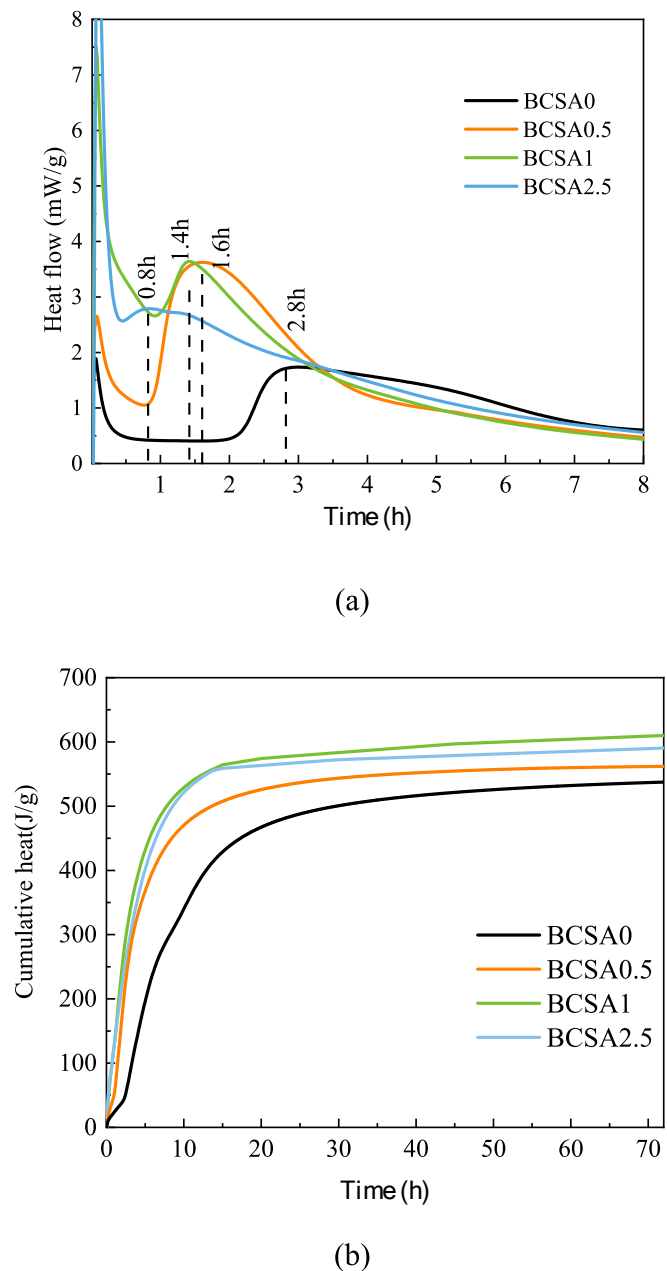 8
7
6
5
4
3
2
1
0
Heat flow (mW/g)
BCSA0
BCSA0.5
BCSA1
BCSA2.5
0.8h
1.4h
1.6h
2.8h
1 2 3 4 5 6 7 8
Time (h)
(a)
700
600
500
400
300
200
100
0
Cumulative heat(J/g)
BCSA0
BCSA0.5
BCSA1
BCSA2.5
0 10 20 30 40 50 60 70
Time (h)
(b)